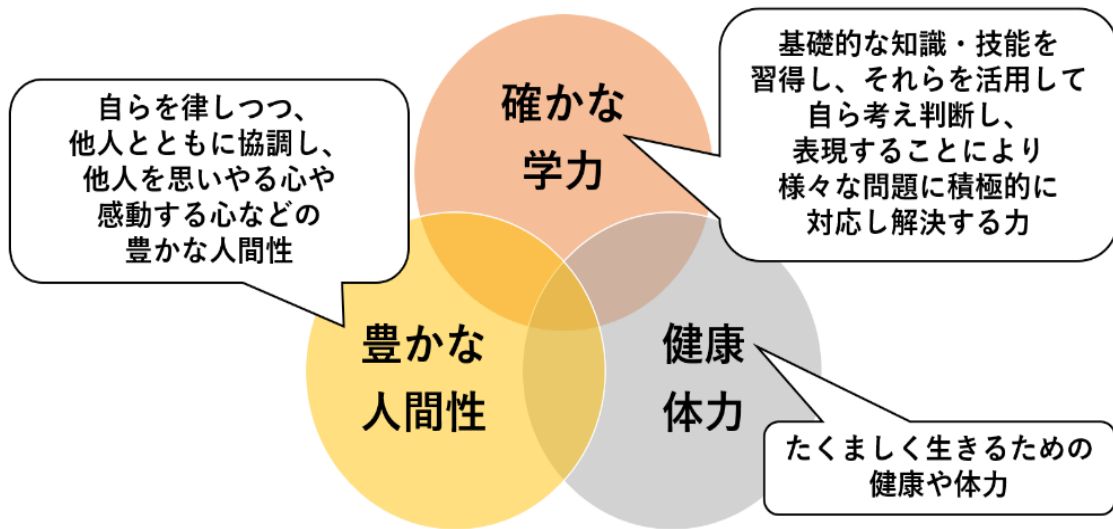 確かな
学力
基礎的な知識・技能を
習得し、それらを活用して
自ら考え判断し、
表現することにより
様々な問題に積極的に
対応し解決する力
自らを律しつつ、
他人とともに協調し、
他人を思いやる心や
感動する心などの
豊かな人間性
豊かな
人間性
健康
体力
たくましく生きるための
健康や体力